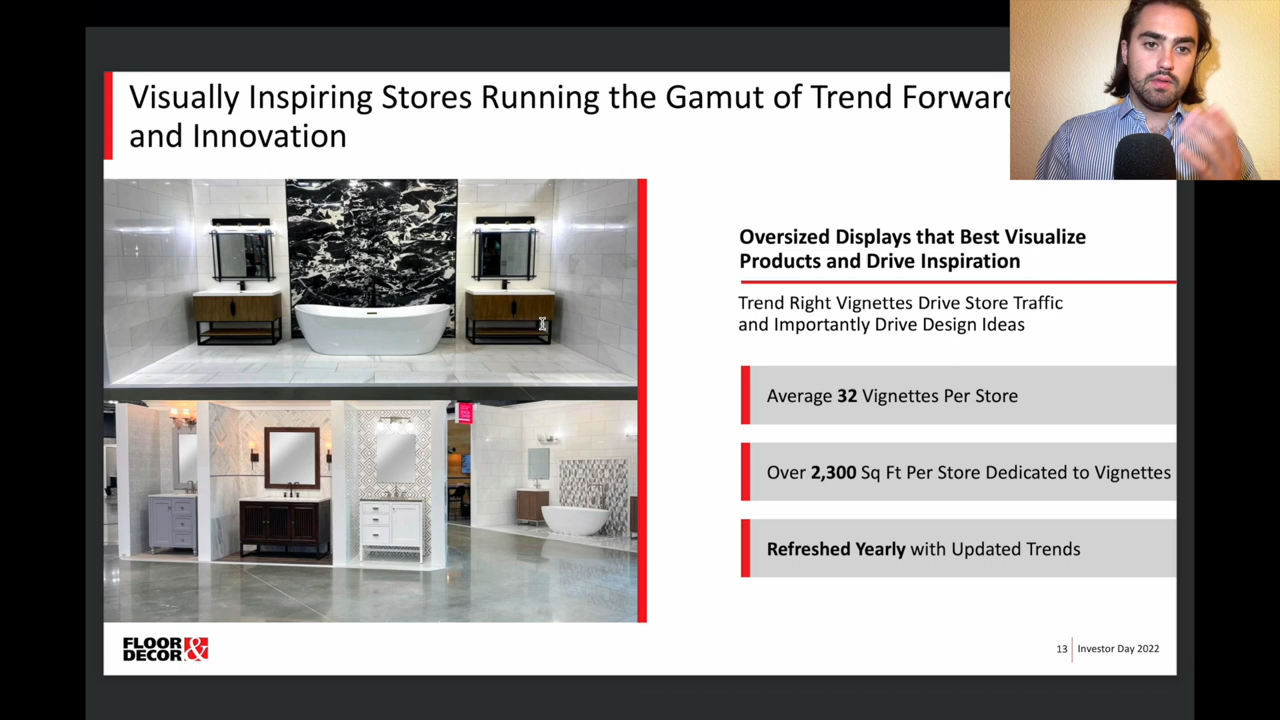 Visually Inspiring Stores Running the Gamut of Trend Forward
and Innovation
Oversized Displays that Best Visualize
Products and Drive Inspiration
Trend Right Vignettes Drive Store Traffic
and Importantly Drive Design Ideas
Average 32 Vignettes Per Store
Over 2,300 Sq Ft Per Store Dedicated to Vignettes
Refreshed Yearly with Updated Trends
FLOOR &
DECOR
13 Investor Day 2022